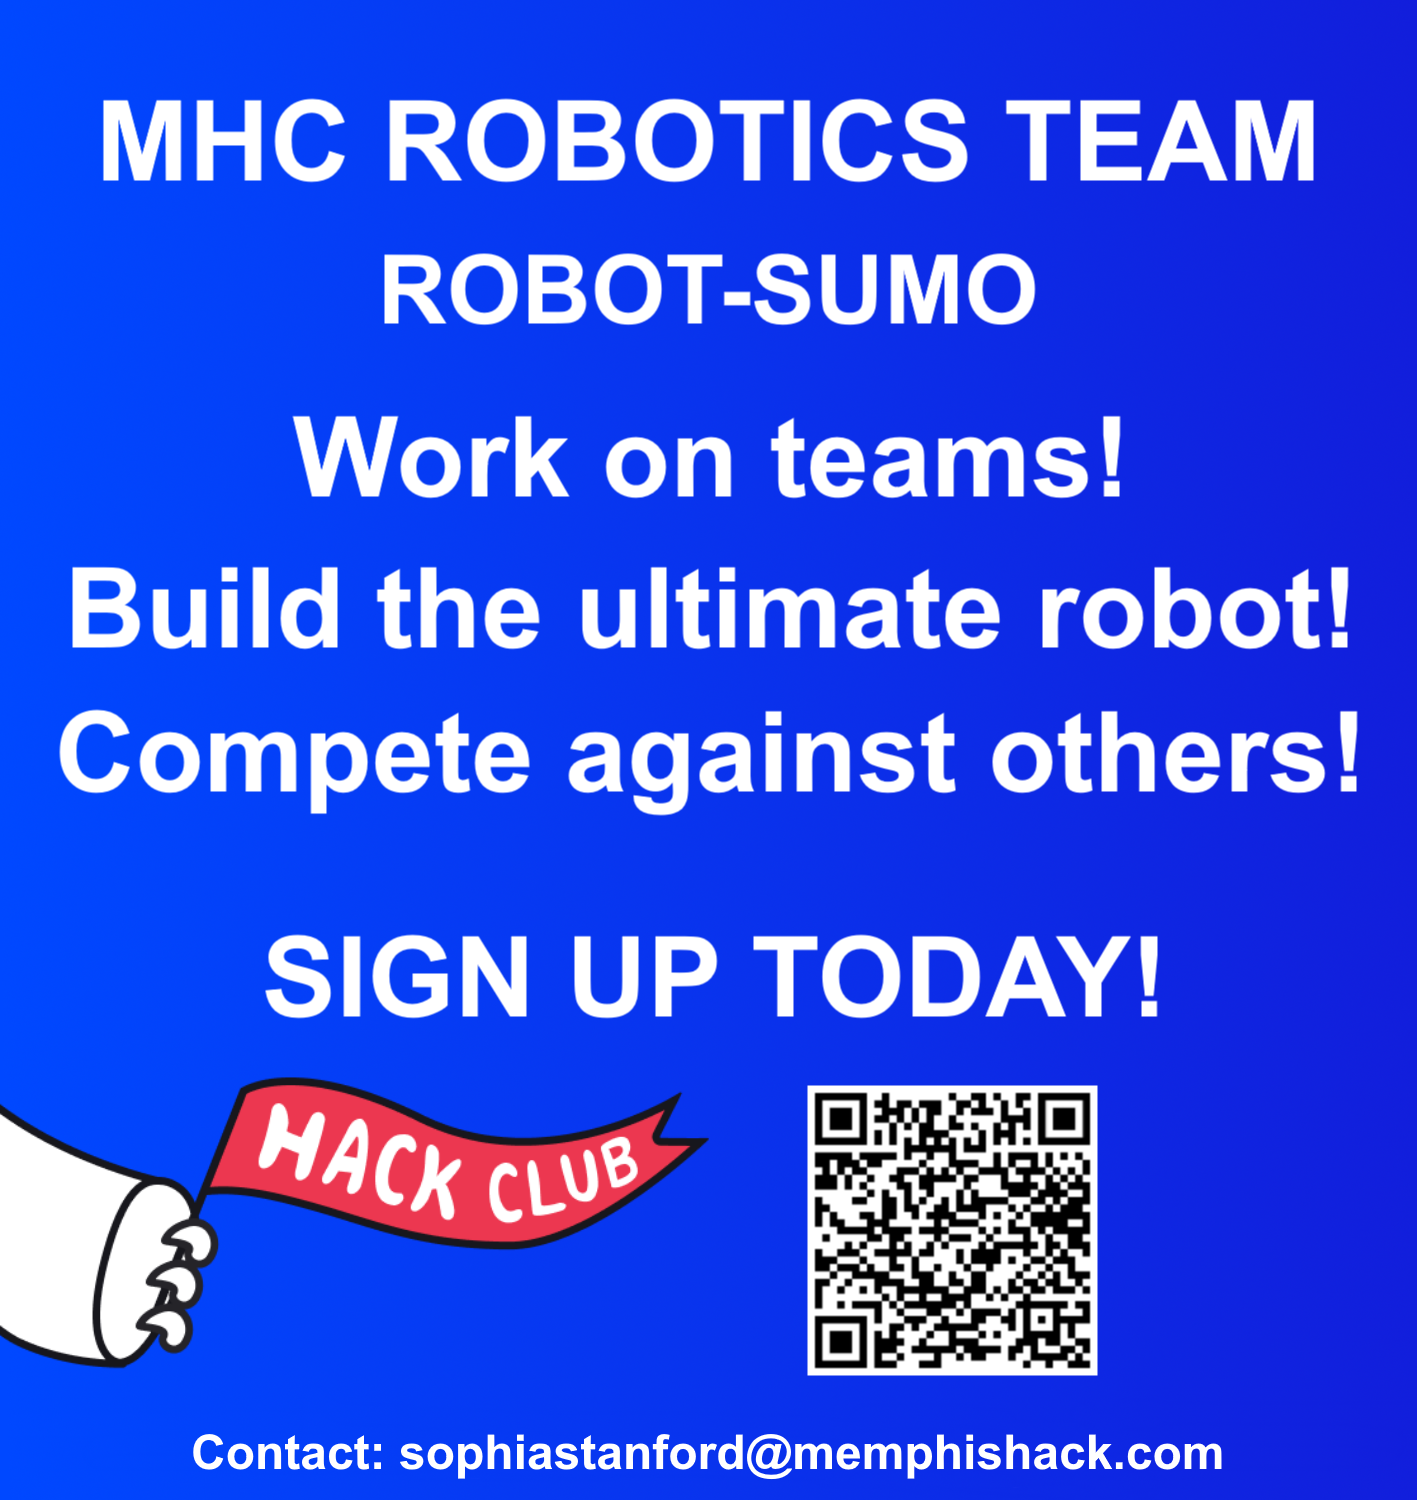 MHC ROBOTICS TEAM
ROBOT-SUMO
Work on teams!
Build the ultimate robot!
Compete against others!
SIGN UP TODAY!
HACK CLUB
Contact: sophiastanford@memphishack.com